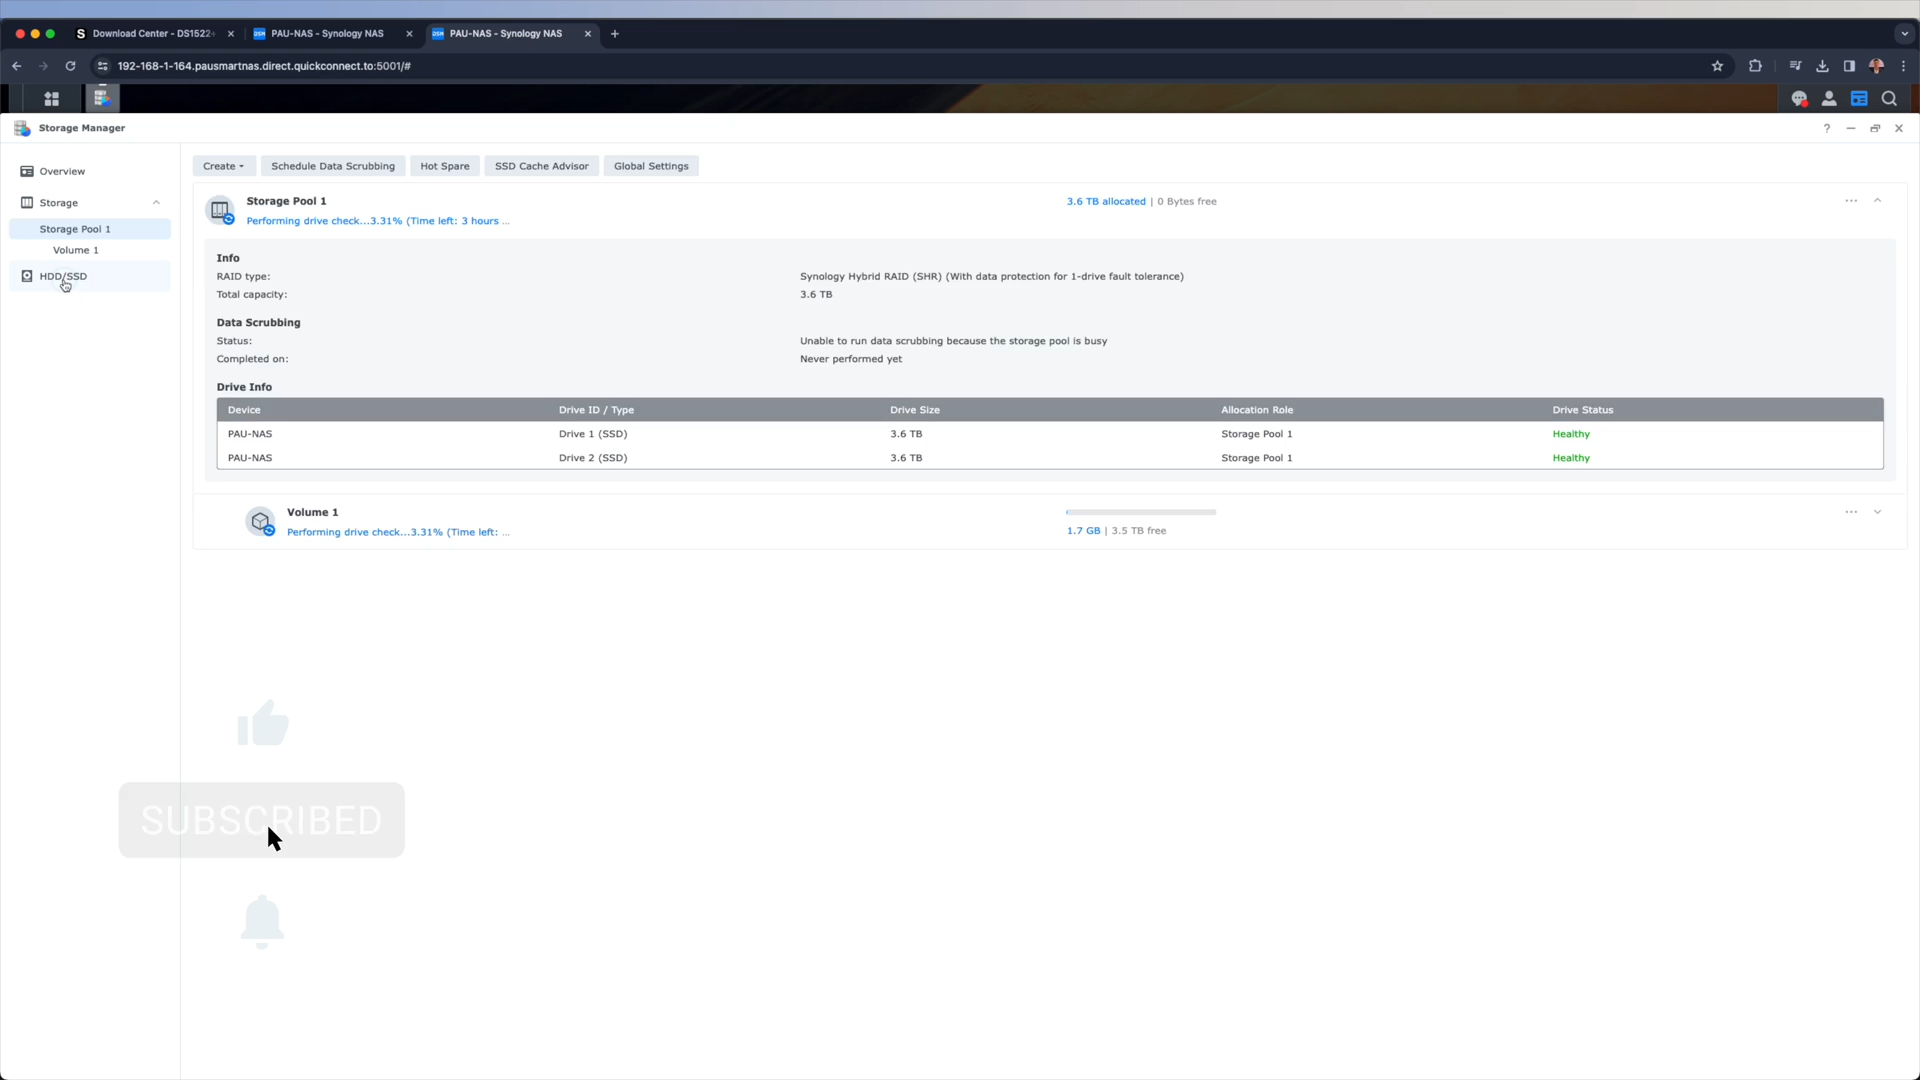 Download Center - DS1522+
PAU-NAS - Synology NAS
PAU-NAS - Synology NAS
192-168-1-164.pausmartnas.direct.quickconnect.to:5001/#
Storage Manager
Overview
Storage
Storage Pool 1
Volume 1
HDD/SSD
Create
Schedule Data Scrubbing
Hot Spare
SSD Cache Advisor
Global Settings
Storage Pool 1
Performing drive check...3.31% (Time left: 3 hours ...
3.6 TB allocated | 0 Bytes free
Info
RAID type: Synology Hybrid RAID (SHR) (With data protection for 1-drive fault tolerance)
Total capacity: 3.6 TB
Data Scrubbing
Status: Unable to run data scrubbing because the storage pool is busy
Completed on: Never performed yet
Drive Info
Device Drive ID / Type Drive Size Allocation Role Drive Status
PAU-NAS Drive 1 (SSD) 3.6 TB Storage Pool 1 Healthy
PAU-NAS Drive 2 (SSD) 3.6 TB Storage Pool 1 Healthy
Volume 1
Performing drive check...3.31% (Time left: ...
1.7 GB | 3.5 TB free
SUBSCRIBED